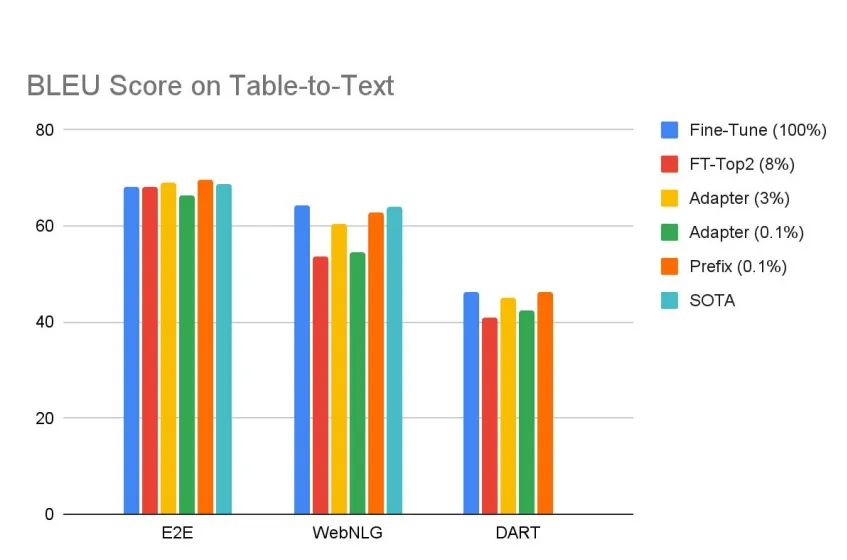 BLEU Score on Table-to-Text
80
60
40
20
0
E2E
WebNLG
DART
Fine-Tune (100%)
FT-Top2 (8%)
Adapter (3%)
Adapter (0.1%)
Prefix (0.1%)
SOTA